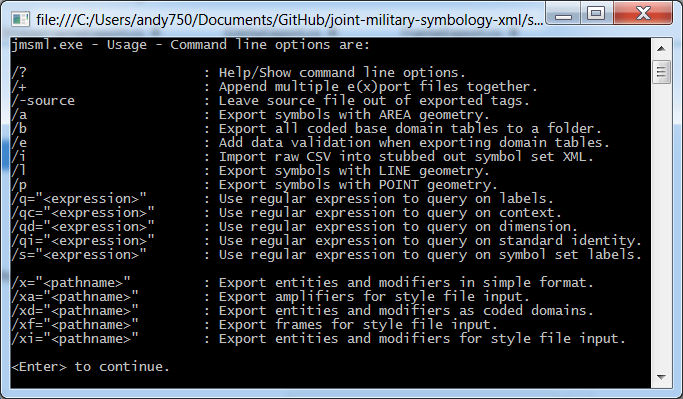 file:///C:/Users/andy750/Documents/GitHub/joint-military-symbology-xml/s...
jmsml.exe - Usage - Command line options are:
/? : Help/Show command line options.
/+ : Append multiple e(x)port files together.
/-source : Leave source file out of exported tags.
/a : Export symbols with AREA geometry.
/b : Export all coded base domain tables to a folder.
/e : Add data validation when exporting domain tables.
/i : Import raw CSV into stubbed out symbol set XML.
/l : Export symbols with LINE geometry.
/p : Export symbols with POINT geometry.
/q="<expression>" : Use regular expression to query on labels.
/qc="<expression>" : Use regular expression to query on context.
/qd="<expression>" : Use regular expression to query on dimension.
/qi="<expression>" : Use regular expression to query on standard identity.
/s="<expression>" : Use regular expression to query on symbol set labels.
/x="<pathname>" : Export entities and modifiers in simple format.
/xa="<pathname>" : Export amplifiers for style file input.
/xd="<pathname>" : Export entities and modifiers as coded domains.
/xf="<pathname>" : Export frames for style file input.
/xi="<pathname>" : Export entities and modifiers for style file input.
<Enter> to continue.